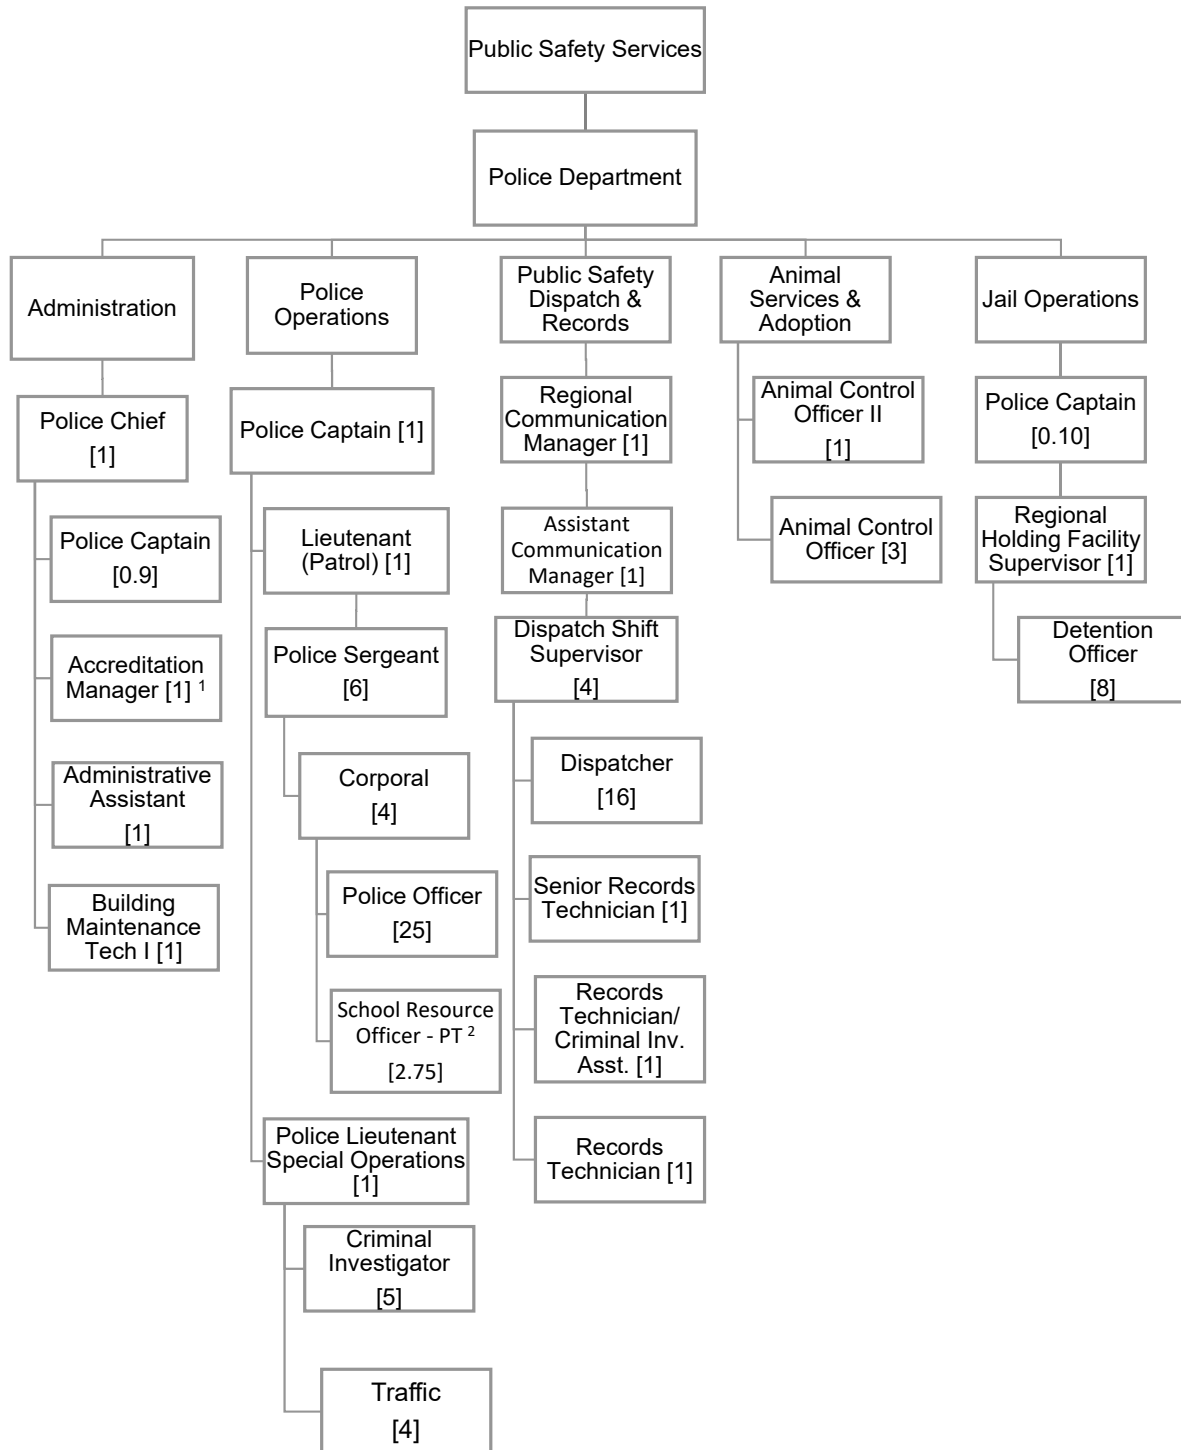 Public Safety Services
Police Department
Administration
Police Chief
[1]
Police Captain
[0.9]
Accreditation
Manager [1] 1
Administrative
Assistant
[1]
Building
Maintenance
Tech I [1]
Police
Operations
Police Captain [1]
Lieutenant
(Patrol) [1]
Police Sergeant
[6]
Corporal
[4]
Police Officer
[25]
School Resource
Officer - PT 2
[2.75]
Police Lieutenant
Special Operations
[1]
Criminal
Investigator
[5]
Traffic
[4]
Public Safety
Dispatch &
Records
Regional
Communication
Manager [1]
Assistant
Communication
Manager [1]
Dispatch Shift
Supervisor
[4]
Dispatcher
[16]
Senior Records
Technician [1]
Records
Technician/
Criminal Inv.
Asst. [1]
Records
Technician [1]
Animal
Services &
Adoption
Animal Control
Officer II
[1]
Animal Control
Officer [3]
Jail Operations
Police Captain
[0.10]
Regional
Holding Facility
Supervisor [1]
Detention
Officer
[8]